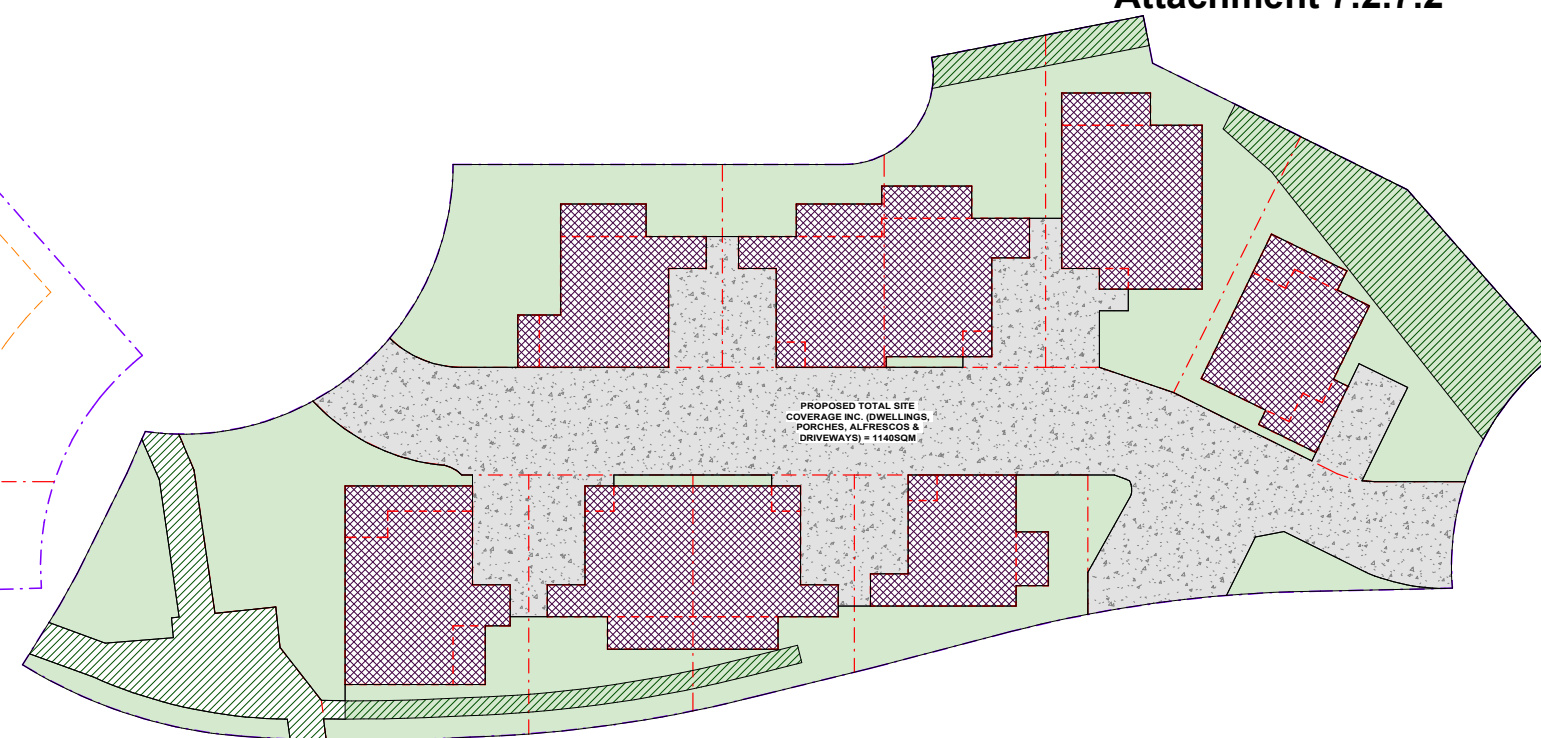 Attachment 7.2.7.2
PROPOSED TOTAL SITE
COVERAGE INC. (DWELLINGS,
PORCHES, ALFRESCOS &
DRIVEWAYS) = 1140SQM